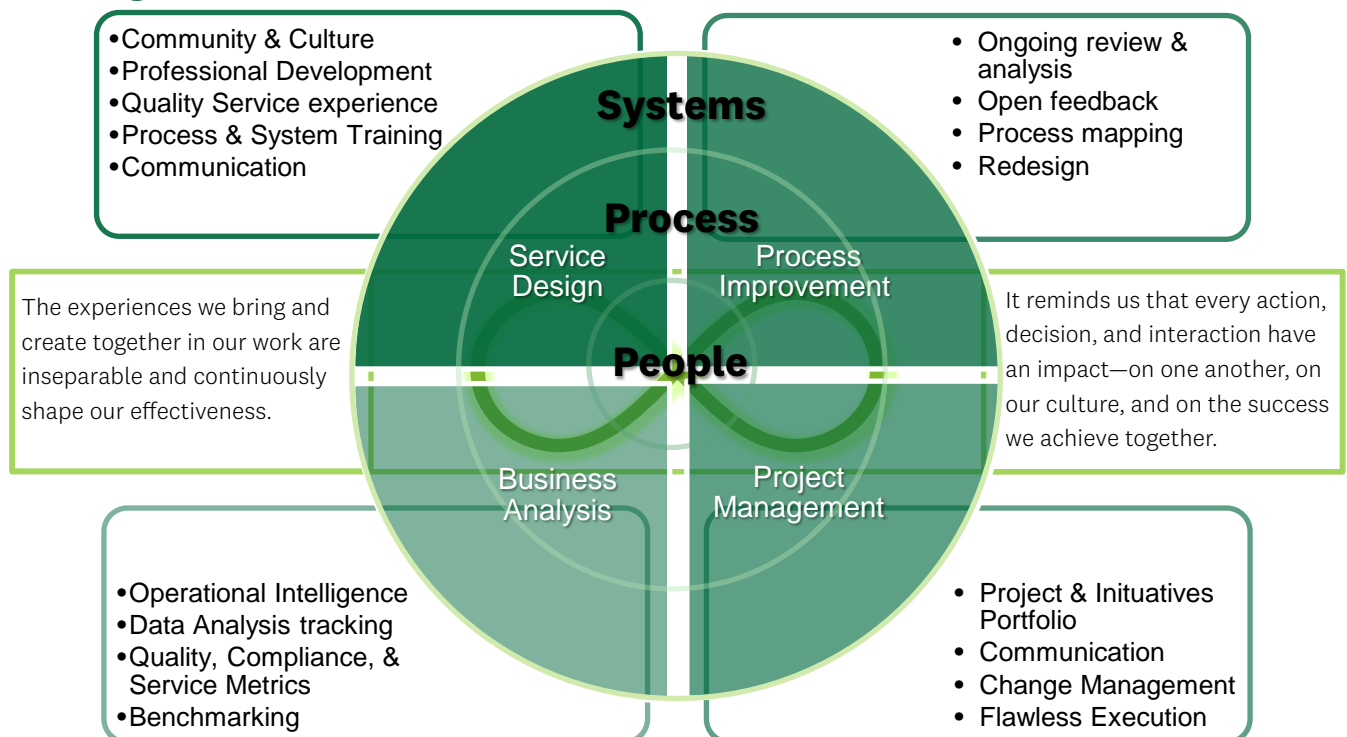 •Community & Culture
•Professional Development
•Quality Service experience
•Process & System Training
•Communication
• Ongoing review &
analysis
• Open feedback
• Process mapping
• Redesign
Systems
Process
Service
Design
Process
Improvement
The experiences we bring and
create together in our work are
inseparable and continuously
shape our effectiveness.
People
It reminds us that every action,
decision, and interaction have
an impact—on one another, on
our culture, and on the success
we achieve together.
Business
Analysis
Project
Management
•Operational Intelligence
•Data Analysis tracking
•Quality, Compliance, &
Service Metrics
•Benchmarking
• Project & Inituatives
Portfolio
• Communication
• Change Management
• Flawless Execution